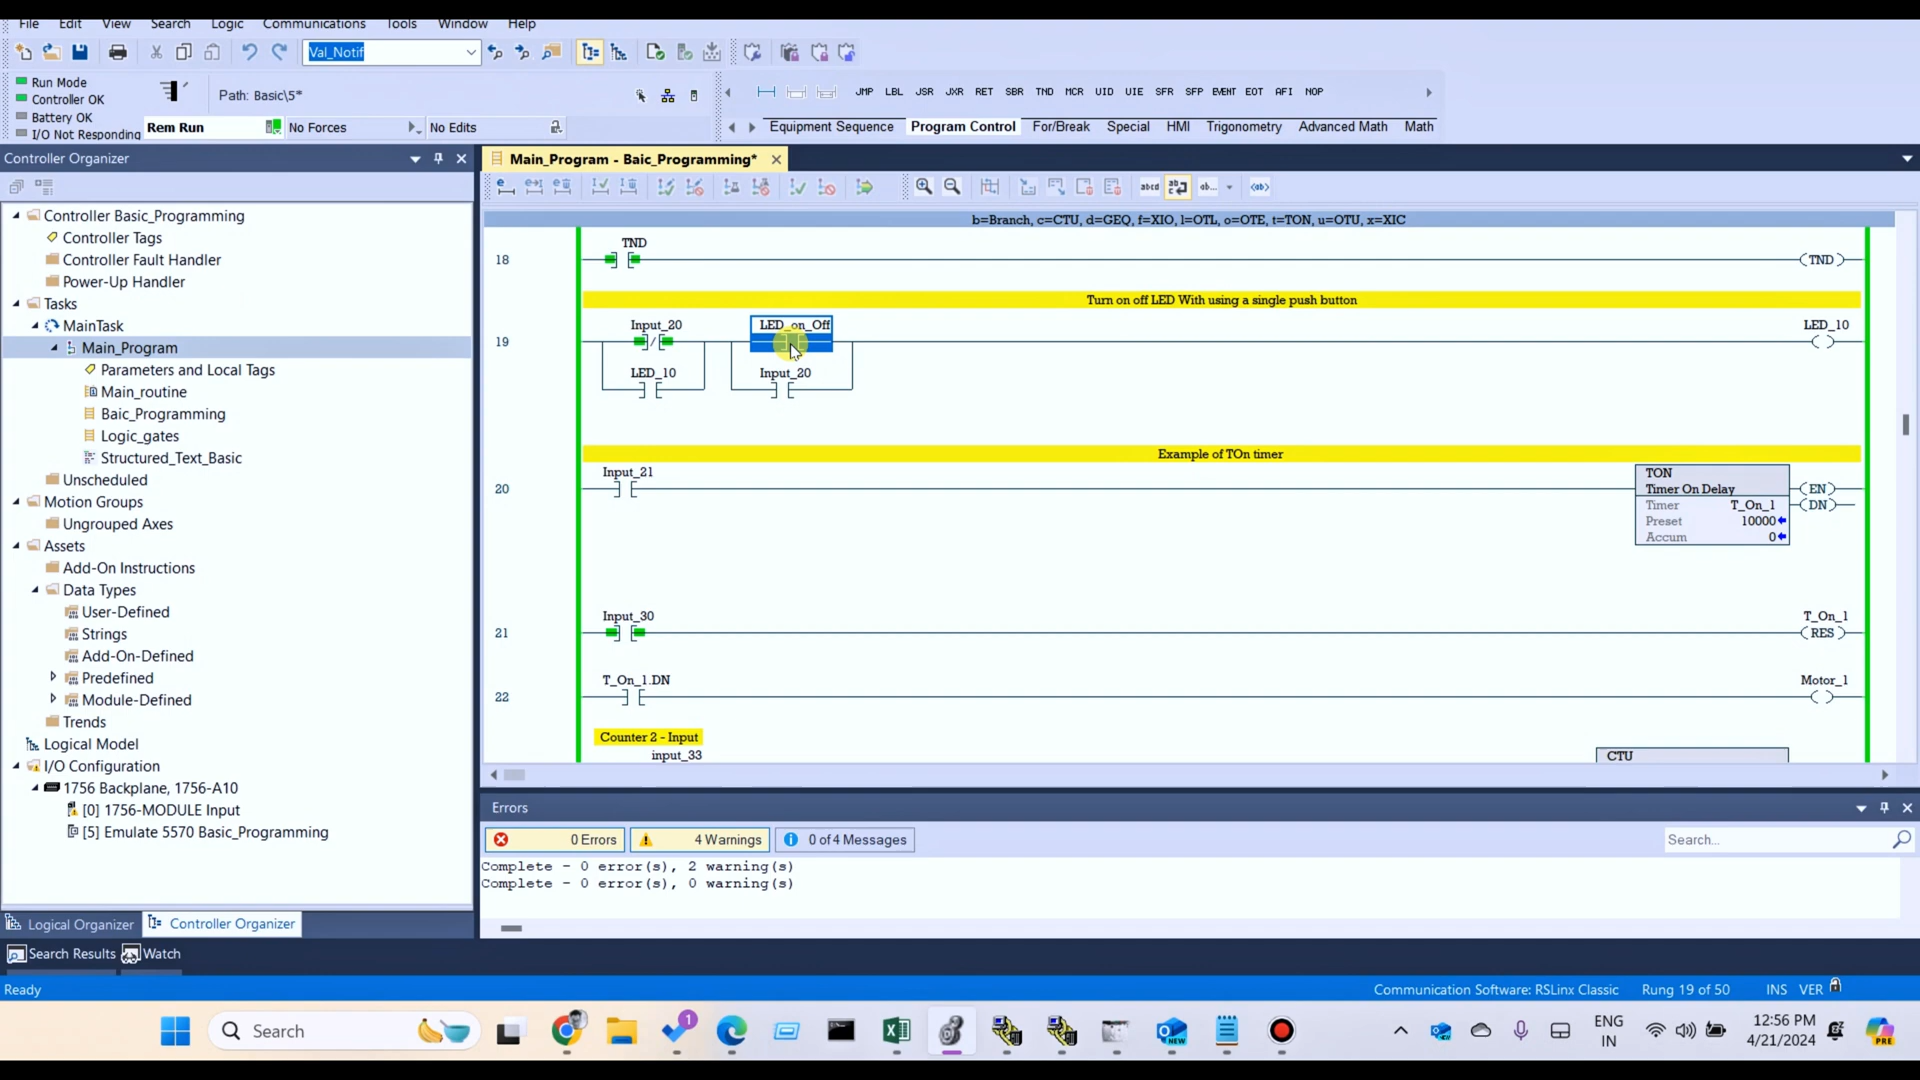 File Edit View Search Logic Communications Tools Window Help
Val_Notif
Run Mode
Controller OK
Battery OK
I/O Not Responding
Path: Basic\5*
Rem Run No Forces No Edits
JMP LBL JSR JXR RET SBR TND MCR UID UIE SFR SFP EVENT EOT AFI NOP
Equipment Sequence Program Control For/Break Special HMI Trigonometry Advanced Math Math
Controller Organizer
Main_Program - Baic_Programming*
Controller Basic_Programming
Controller Tags
Controller Fault Handler
Power-Up Handler
Tasks
MainTask
Main_Program
Parameters and Local Tags
Main_routine
Baic_Programming
Logic_gates
Structured_Text_Basic
Unscheduled
Motion Groups
Ungrouped Axes
Assets
Add-On Instructions
Data Types
User-Defined
Strings
Add-On-Defined
Predefined
Module-Defined
Trends
Logical Model
I/O Configuration
1756 Backplane, 1756-A10
[0] 1756-MODULE Input
[5] Emulate 5570 Basic_Programming
Logical Organizer Controller Organizer
abcd ab c ab...
b=Branch, c=CTU, d=GEQ, f=XIO, l=OTL, o=OTE, t=TON, u=OTU, x=XIC
TND
18 TND
Turn on off LED With using a single push button
Input_20 LED_on_Off LED_10
19
LED_10 Input_20
Example of TOn timer
Input_21
20
TON
Timer On Delay EN
Timer T_On_1 DN
Preset 10000
Accum 0
Input_30 T_On_1
21 RES
T_On_1.DN Motor_1
22
Counter 2 - Input
input_33
CTU
Errors
0 Errors 4 Warnings 0 of 4 Messages
Search...
Complete - 0 error(s), 2 warning(s)
Complete - 0 error(s), 0 warning(s)
Search Results Watch
Ready Communication Software: RSLinx Classic Rung 19 of 50 INS VER
Search
1
NEW
NEW
ENG
IN
12:56 PM
4/21/2024
PRE